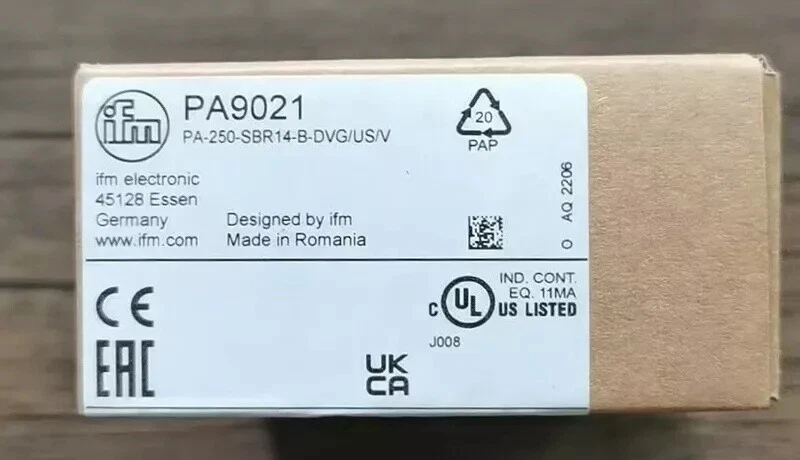 ifm
PA9021
PA-250-SBR14-B-DVG/US/V
20
PAP
ifm electronic
45128 Essen
Germany
www.ifm.com
Designed by ifm
Made in Romania
O AQ 2206
CE
EAC
UK
CA
c UL US LISTED
IND. CONT.
EQ. 11MA
J008